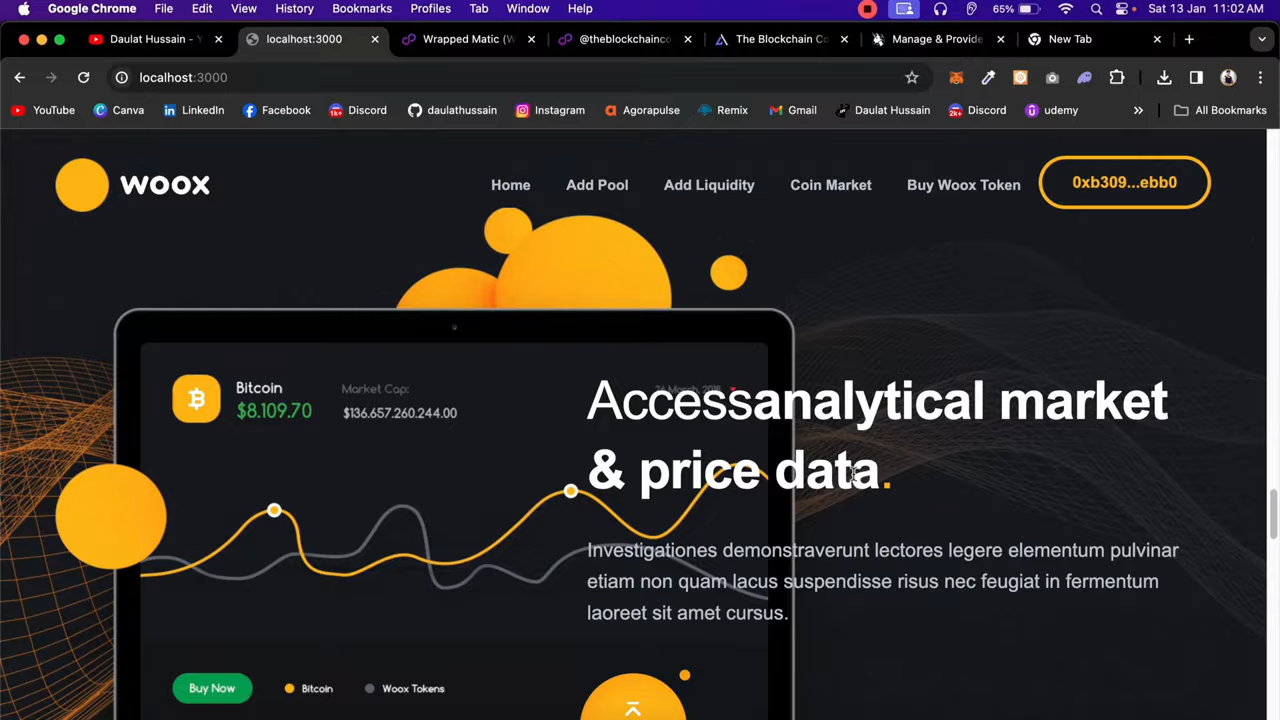 Google Chrome File Edit View History Bookmarks Profiles Tab Window Help 65% Sat 13 Jan 11:02 AM
Daulat Hussain - Y localhost:3000 Wrapped Matic (W @theblockchainco The Blockchain Co Manage & Provide New Tab
localhost:3000
YouTube Canva LinkedIn Facebook Discord daulathussain Instagram Agorapulse Remix Gmail Daulat Hussain Discord udemy » All Bookmarks
WOOX Home Add Pool Add Liquidity Coin Market Buy Woox Token 0xb309...ebb0
Bitcoin Market Cap: 24 March, 2018
$8.109.70 $136.657.260.244.00
Accessanalytical market
& price data.
Investigationes demonstraverunt lectores legere elementum pulvinar
etiam non quam lacus suspendisse risus nec feugiat in fermentum
laoreet sit amet cursus.
Buy Now Bitcoin Woox Tokens